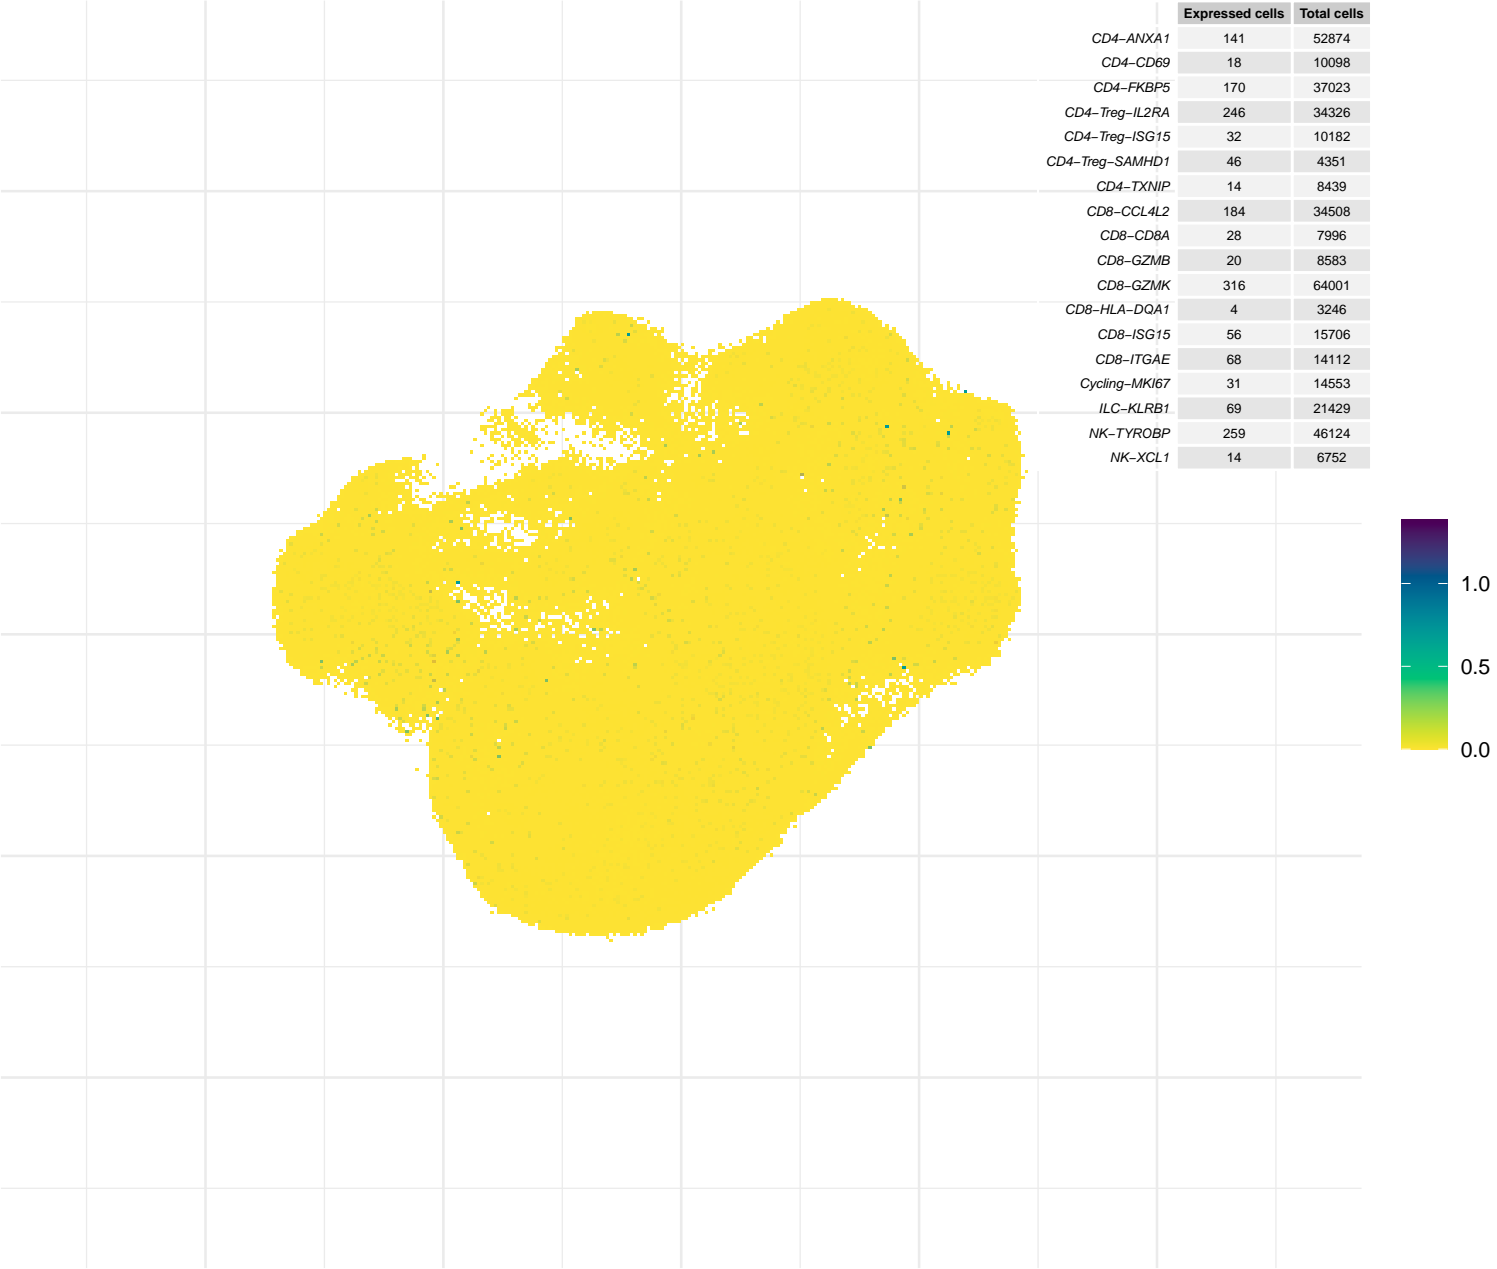 Expressed cells Total cells
CD4−ANXA1 141 52874
CD4−CD69 18 10098
CD4−FKBP5 170 37023
CD4−Treg−IL2RA 246 34326
CD4−Treg−ISG15 32 10182
CD4−Treg−SAMHD1 46 4351
CD4−TXNIP 14 8439
CD8−CCL4L2 184 34508
CD8−CD8A 28 7996
CD8−GZMB 20 8583
CD8−GZMK 316 64001
CD8−HLA−DQA1 4 3246
CD8−ISG15 56 15706
CD8−ITGAE 68 14112
Cycling−MKI67 31 14553
ILC−KLRB1 69 21429
NK−TYROBP 259 46124
NK−XCL1 14 6752
1.0
0.5
0.0